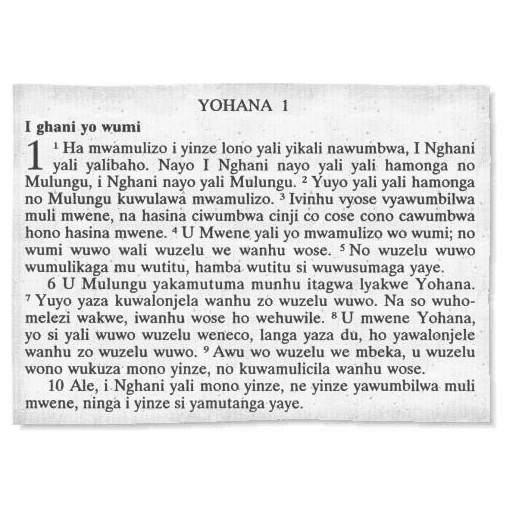 YOHANA 1
I ghani yo wumi
1 ¹ Ha mwamulizo i yinze lono yali yikali nawumbwa, I Nghani
yali yalibaho. Nayo I Nghani nayo yali yali hamonga no
Mulungu, i Nghani nayo yali Mulungu. ² Yuyo yali yali hamonga
no Mulungu kuwulawa mwamulizo. ³ Ivinhu vyose vyawumbilwa
muli mwene, na hasina ciwumbwa cinji co cose cono cawumbwa
hono hasina mwene. ⁴ U Mwene yali yo mwamulizo wo wumi; no
wumi wuwo wali wuzelu we wanhu wose. ⁵ No wuzelu wuwo
wumulikaga mu wutitu, hamba wutitu si wuwusumaga yaye.
6 U Mulungu yakamutuma munhu itagwa lyakwe Yohana.
⁷ Yuyo yaza kuwalonjela wanhu zo wuzelu wuwo. Na so wuho-
melezi wakwe, iwanhu wose ho wehuwile. ⁸ U mwene Yohana,
yo si yali wuwo wuzelu weneco, langa yaza du, ho yawalonjele
wanhu zo wuzelu wuwo. ⁹ Awu wo wuzelu we mbeka, u wuzelu
wono wukuza mono yinze, no kuwamulicila wanhu wose.
10 Ale, i Nghani yali mono yinze, ne yinze yawumbilwa muli
mwene, ninga i yinze si yamutanga yaye.